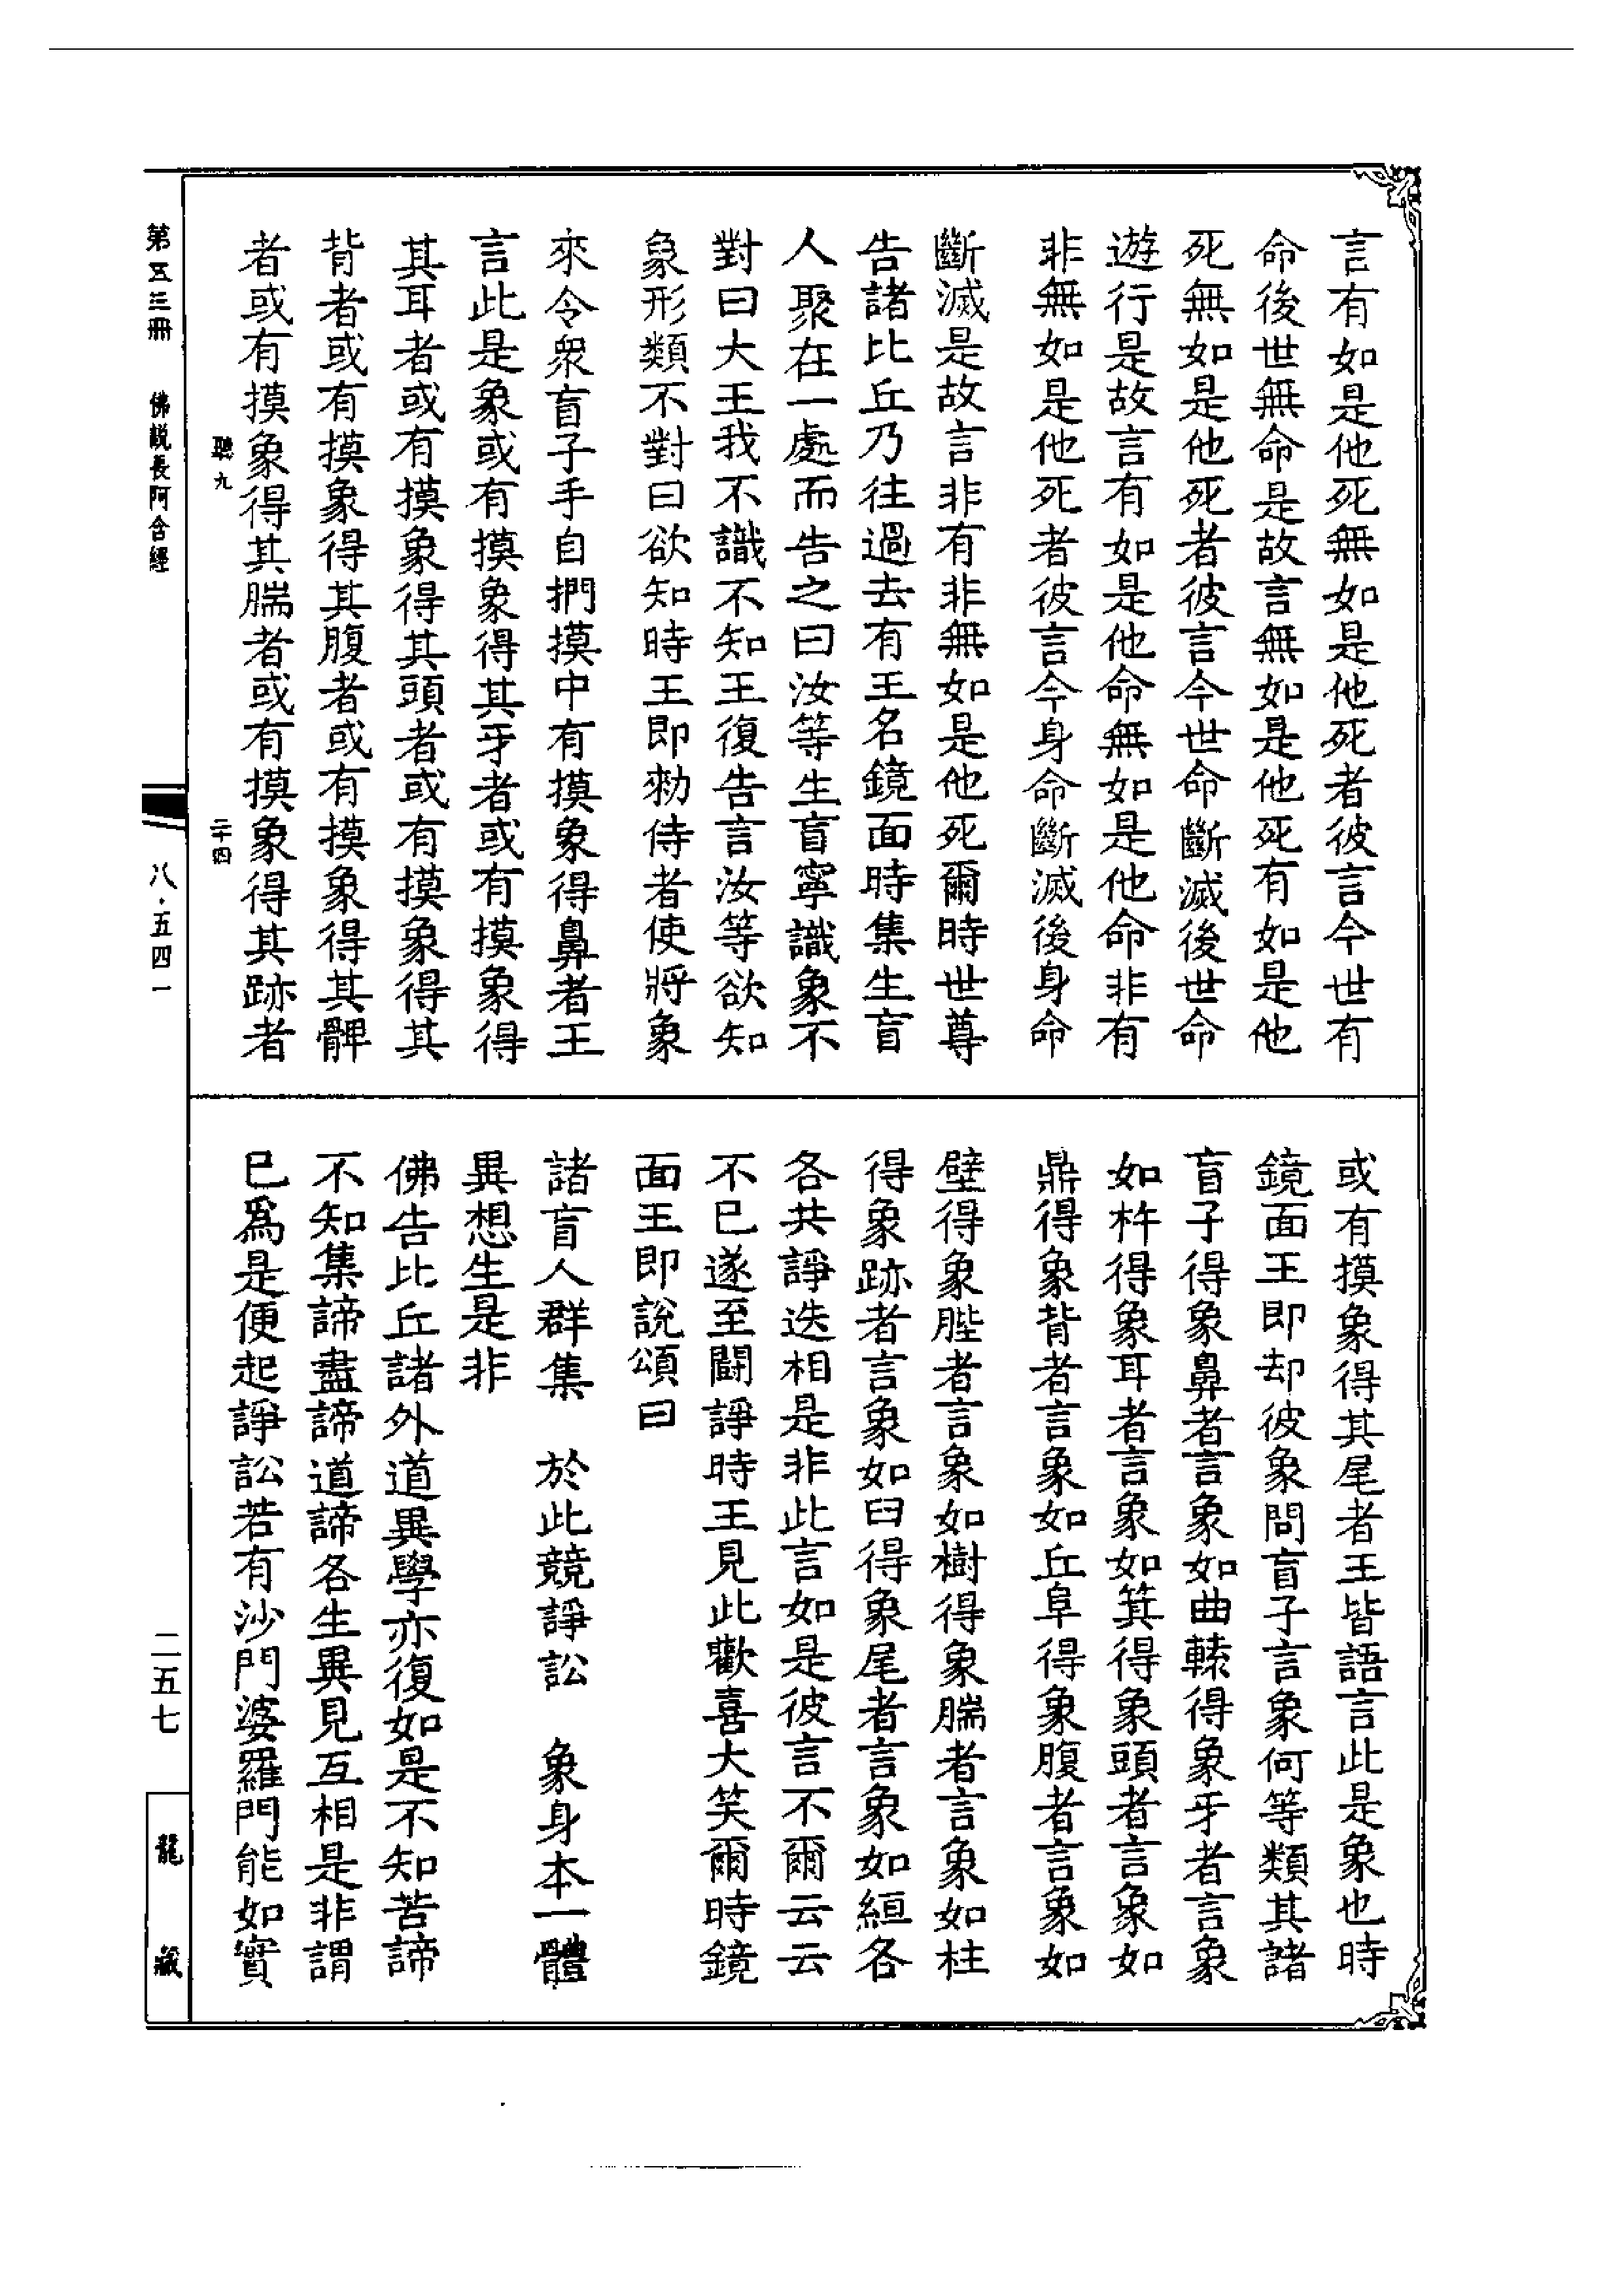 言有如是他死無如是他死者彼言今世有
命後世無命是故言無如是他死有如是他
死無如是他死者彼言今世命斷滅後世命
遊行是故言有如是他命無如是他命非有
非無如是他死者彼言今身命斷滅後身命
斷滅是故言非有非無如是他死爾時世尊
告諸比丘乃往過去有王名鏡面時集生盲
人聚在一處而告之曰汝等生盲寧識象不
對曰大王我不識不知王復告言汝等欲知
象形類不對曰欲知時王即勑侍者使將象
來令衆盲子手自捫摸中有摸象得鼻者王
言此是象或有摸象得其牙者或有摸象得
其耳者或有摸象得其頭者或有摸象得其
背者或有摸象得其腹者或有摸象得其髀
者或有摸象得其腨者或有摸象得其跡者
聽九 二十四
或有摸象得其尾者王皆語言此是象也時
鏡面王即却彼象問盲子言象何等類其諸
盲子得象鼻者言象如曲轅得象牙者言象
如杵得象耳者言象如箕得象頭者言象如
鼎得象背者言象如丘阜得象腹者言象如
壁得象髀者言象如樹得象腨者言象如柱
得象跡者言象如臼得象尾者言象如絙各
各共諍迭相是非此言如是彼言不爾云云
不已遂至鬪諍時王見此歡喜大笑爾時鏡
面王即說頌曰
諸盲人群集 於此競諍訟 象身本一體
異想生是非
佛告比丘諸外道異學亦復如是不知苦諦
不知集諦盡諦道諦各生異見互相是非謂
已爲是便起諍訟若有沙門婆羅門能如實
第五三冊 佛説長阿含經 八·五四一 二五七 龍藏